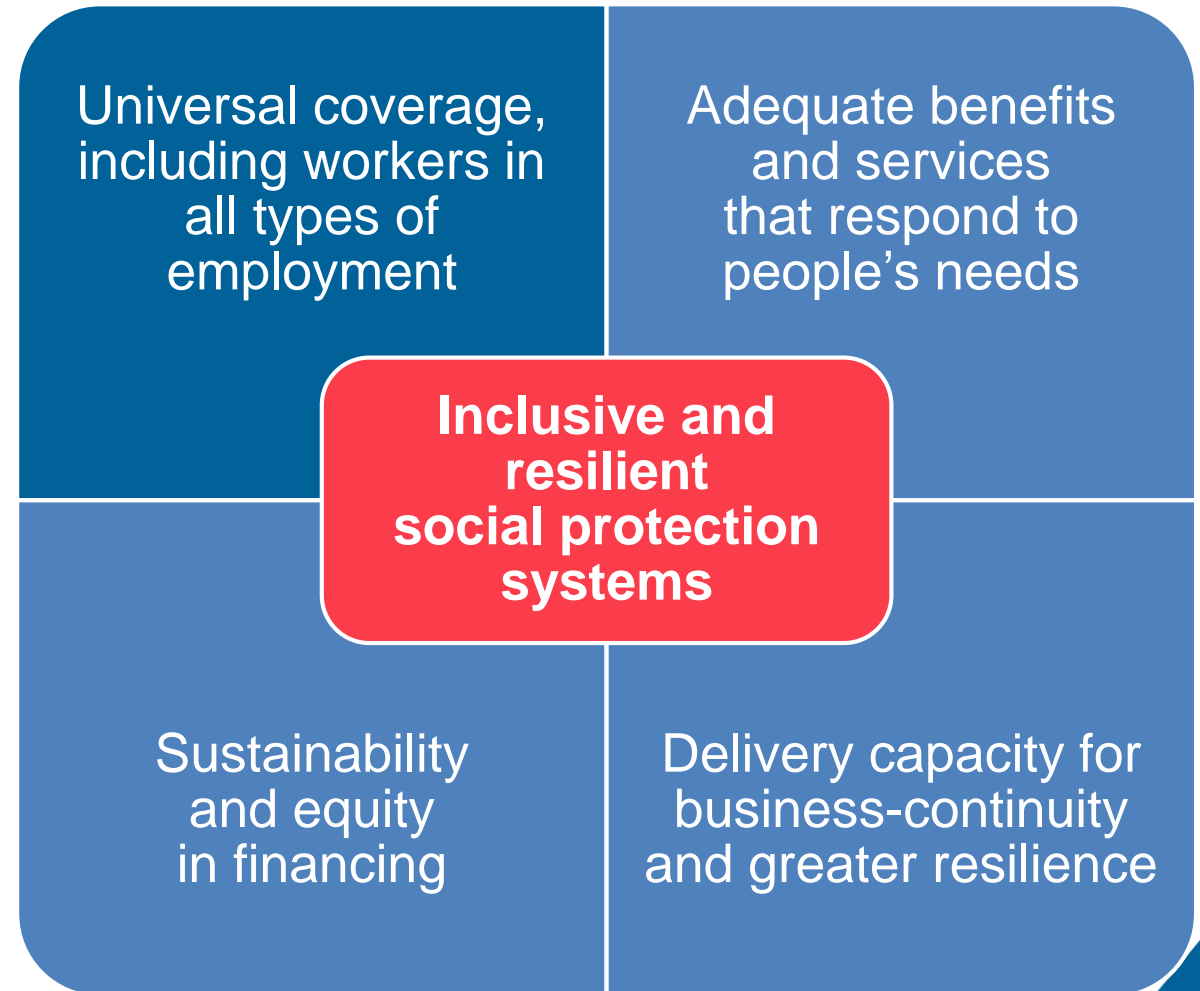 Universal coverage,
including workers in
all types of
employment
Adequate benefits
and services
that respond to
people’s needs
Inclusive and
resilient
social protection
systems
Sustainability
and equity
in financing
Delivery capacity for
business-continuity
and greater resilience